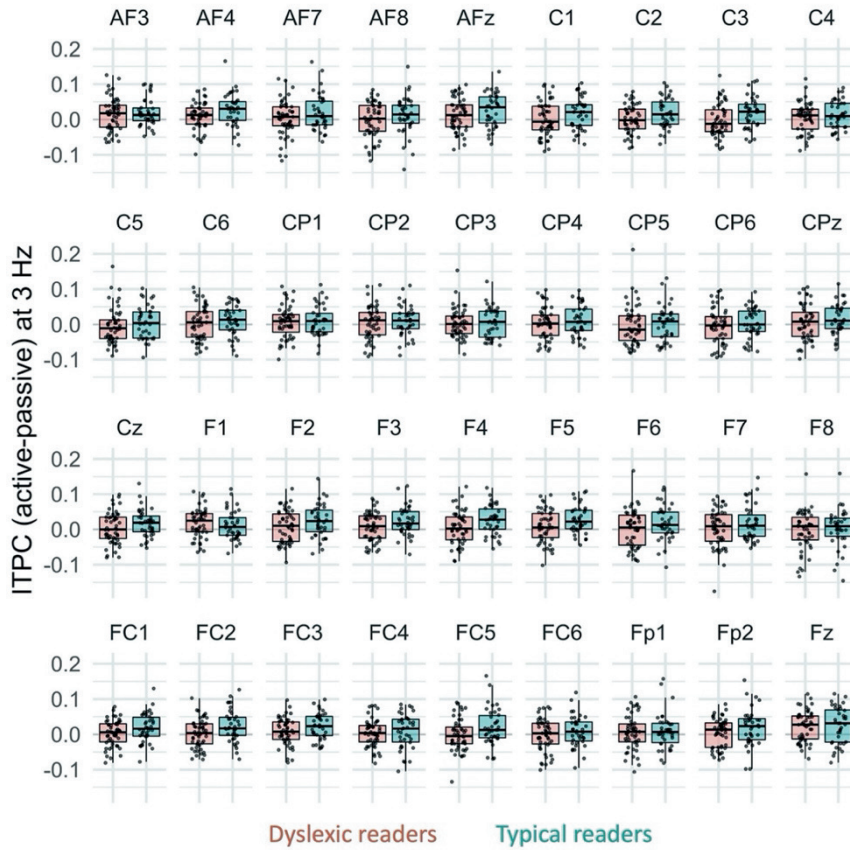 AF3 AF4 AF7 AF8 AFz C1 C2 C3 C4
0.2
0.1
0.0
-0.1
C5 C6 CP1 CP2 CP3 CP4 CP5 CP6 CPz
0.2
0.1
0.0
-0.1
Cz F1 F2 F3 F4 F5 F6 F7 F8
0.2
0.1
0.0
-0.1
FC1 FC2 FC3 FC4 FC5 FC6 Fp1 Fp2 Fz
0.2
0.1
0.0
-0.1
ITPC (active-passive) at 3 Hz
Dyslexic readers Typical readers